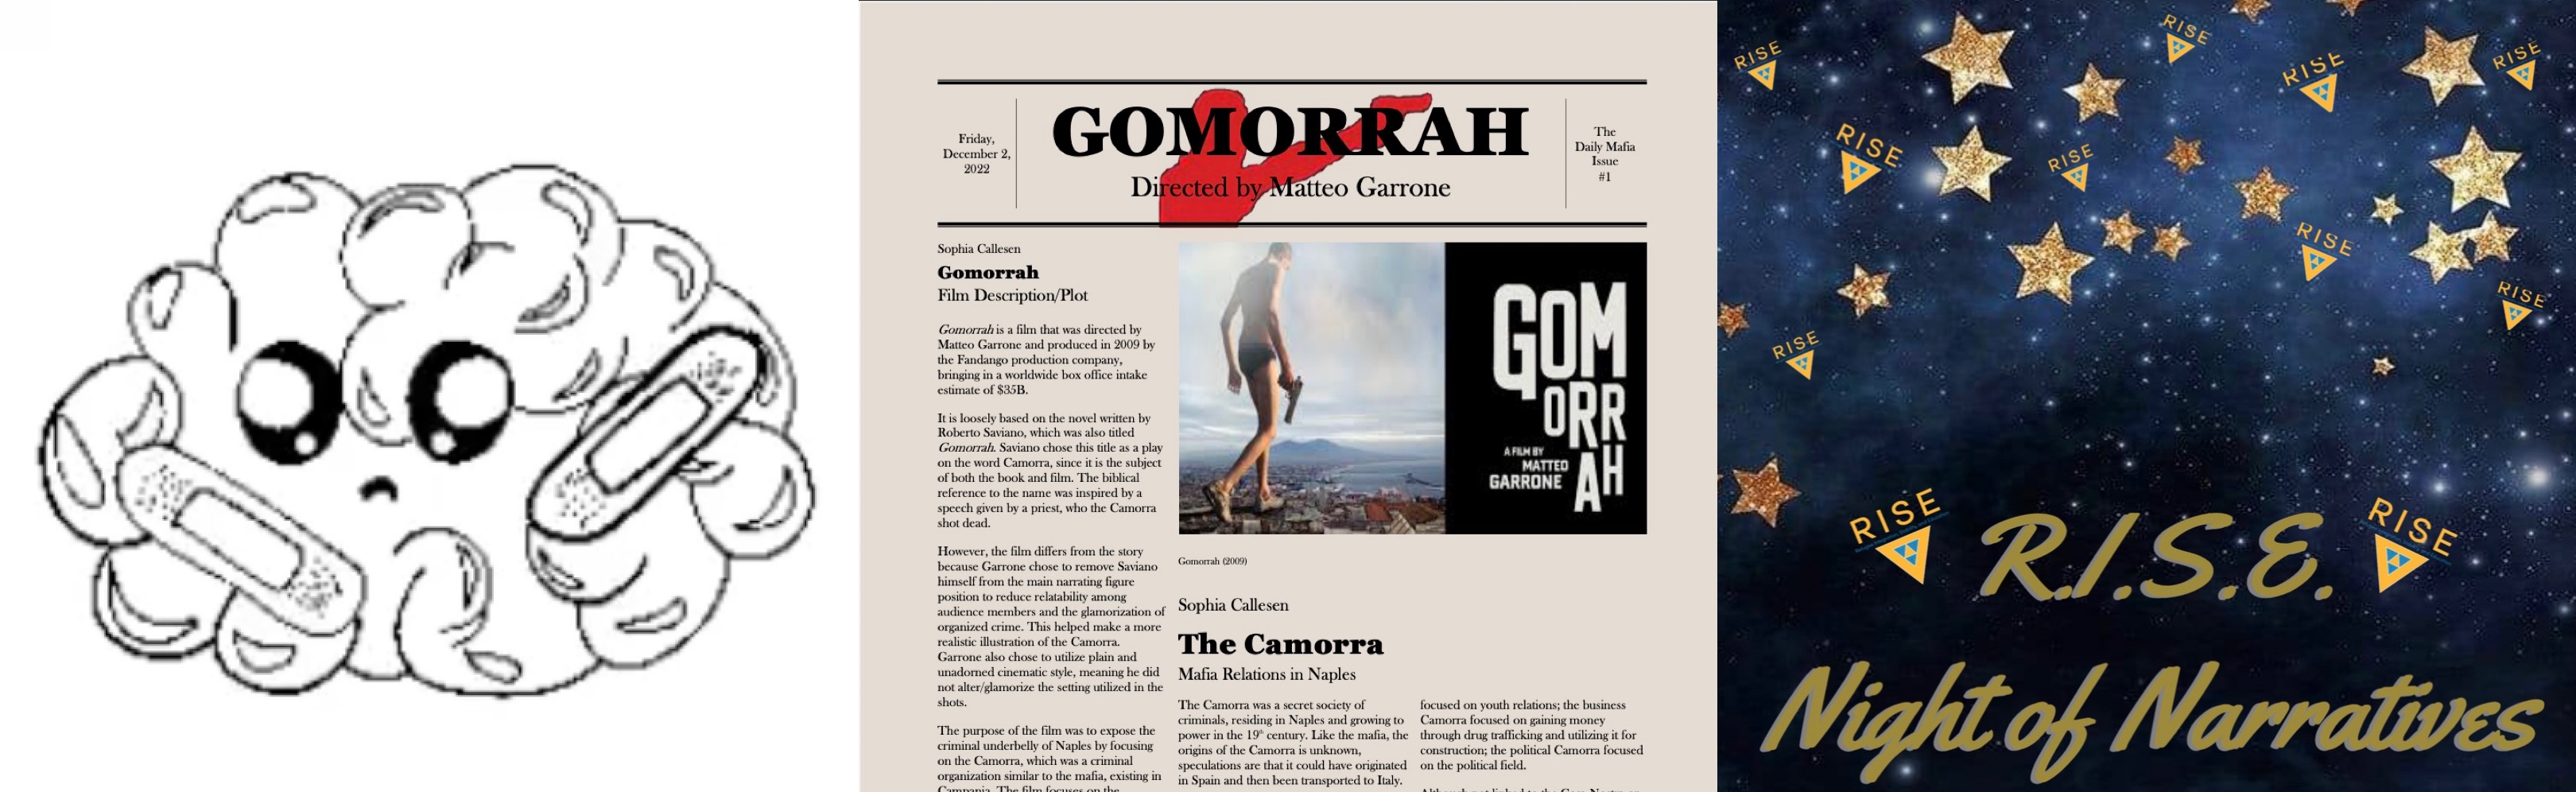 Friday,
December 2,
2022
GOMORRAH
Directed by Matteo Garrone
The
Daily Mafia
Issue
#1
Sophia Callesen
Gomorrah
Film Description/Plot
Gomorrah is a film that was directed by
Matteo Garrone and produced in 2009 by
the Fandango production company,
bringing in a worldwide box office intake
estimate of $35B.
It is loosely based on the novel written by
Roberto Saviano, which was also titled
Gomorrah. Saviano chose this title as a play
on the word Camorra, since it is the subject
of both the book and film. The biblical
reference to the name was inspired by a
speech given by a priest, who the Camorra
shot dead.
However, the film differs from the story
because Garrone chose to remove Saviano
himself from the main narrating figure
position to reduce relatability among
audience members and the glamorization of
organized crime. This helped make a more
realistic illustration of the Camorra.
Garrone also chose to utilize plain and
unadorned cinematic style, meaning he did
not alter/glamorize the setting utilized in the
shots.
The purpose of the film was to expose the
criminal underbelly of Naples by focusing
on the Camorra, which was a criminal
organization similar to the mafia, existing in
Campania. The film focuses on the
GOM
ORR
AH
A FILM BY
MATTEO
GARRONE
Gomorrah (2009)
Sophia Callesen
The Camorra
Mafia Relations in Naples
The Camorra was a secret society of
criminals, residing in Naples and growing to
power in the 19th century. Like the mafia, the
origins of the Camorra is unknown,
speculations are that it could have originated
in Spain and then been transported to Italy.
focused on youth relations; the business
Camorra focused on gaining money
through drug trafficking and utilizing it for
construction; the political Camorra focused
on the political field.
RISE
RISE
RISE
RISE
RISE
RISE
RISE
RISE
RISE
RISE
R.I.S.E.
RISE
Night of Narratives